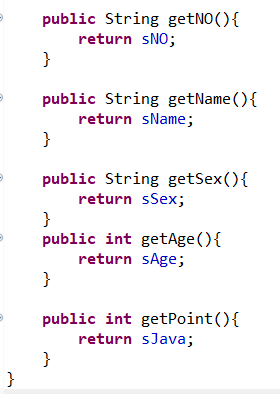 public String getNO(){
return sNO;
}
public String getName(){
return sName;
}
public String getSex(){
return sSex;
}
public int getAge(){
return sAge;
}
public int getPoint(){
return sJava;
}
}